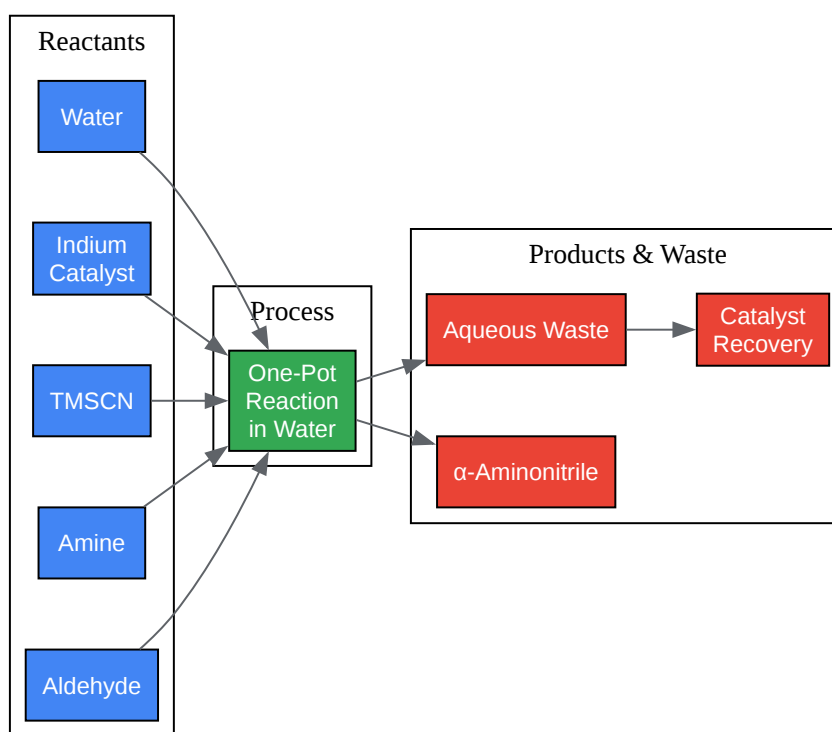 Reactants
Water
Indium
Catalyst
TMSCN
Amine
Aldehyde
Process
One-Pot
Reaction
in Water
Products & Waste
Aqueous Waste
Catalyst
Recovery
α-Aminonitrile